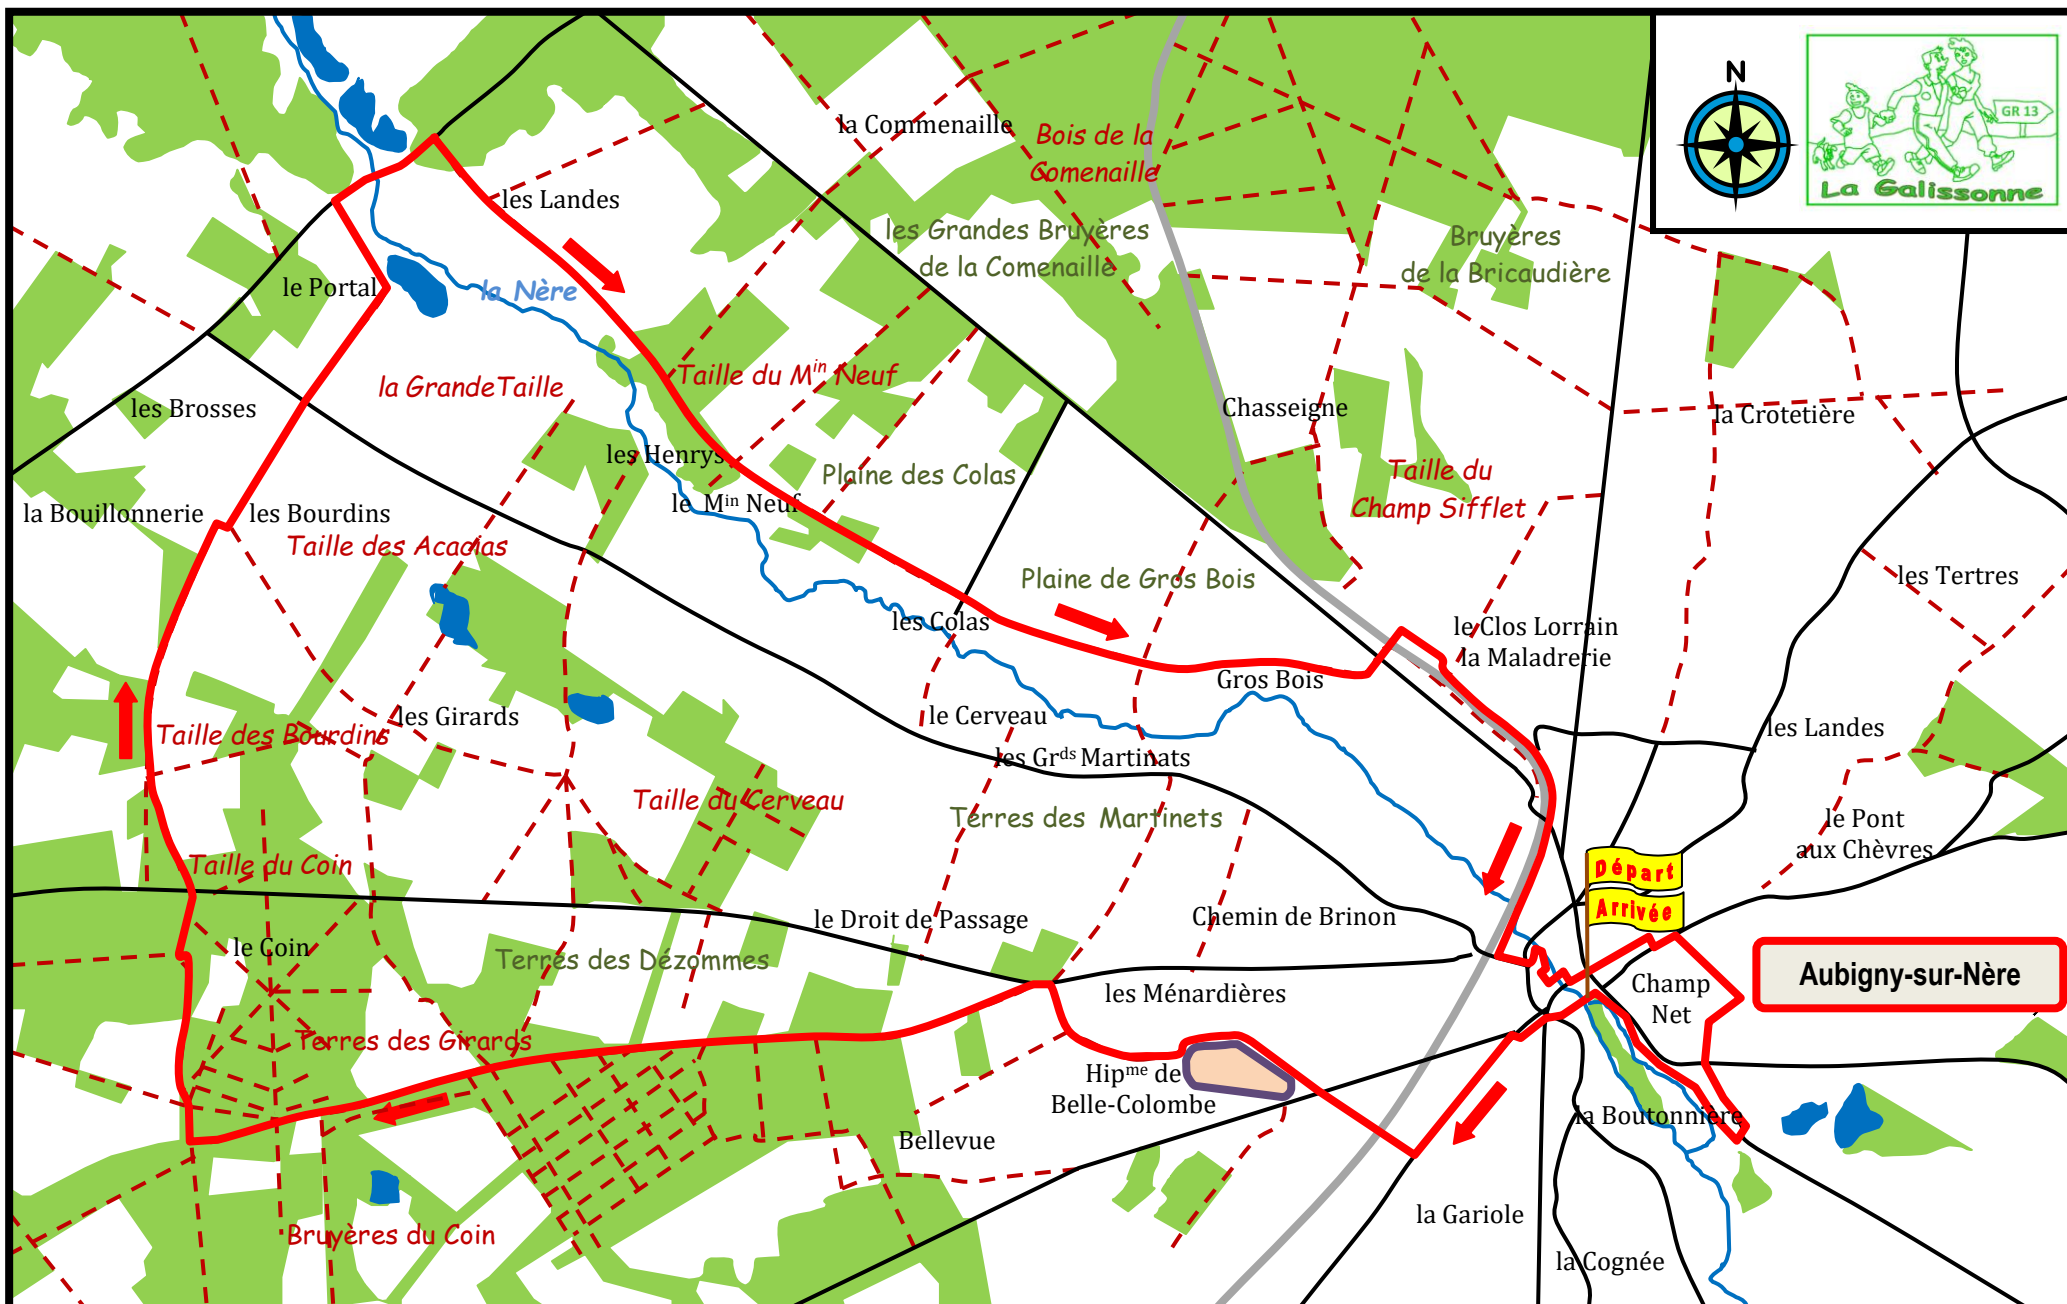 N
GR 13
La Galissonne
la Commenaille
Bois de la
Comenaille
les Landes
les Grandes Bruyères
de la Comenaille
Bruyères
de la Bricaudière
le Portal
la Nère
la GrandeTaille
Taille du Min Neuf
les Brosses
Chasseigne
la Crotetière
les Henrys
Plaine des Colas
Taille du
Champ Sifflet
le Min Neuf
la Bouillonnerie
les Bourdins
Taille des Acacias
Plaine de Gros Bois
les Tertres
les Colas
le Clos Lorrain
la Maladrerie
Gros Bois
les Girards
le Cerveau
Taille des Bourdins
les Landes
les Grds Martinats
Taille du Cerveau
Terres des Martinets
le Pont
aux Chèvres
Taille du Coin
Départ
Arrivée
le Droit de Passage
Chemin de Brinon
le Coin
Terres des Dézommes
les Ménardières
Champ
Net
Aubigny-sur-Nère
Terres des Girards
Hipme de
Belle-Colombe
la Boutonnière
Bellevue
la Gariole
Bruyères du Coin
la Cognée